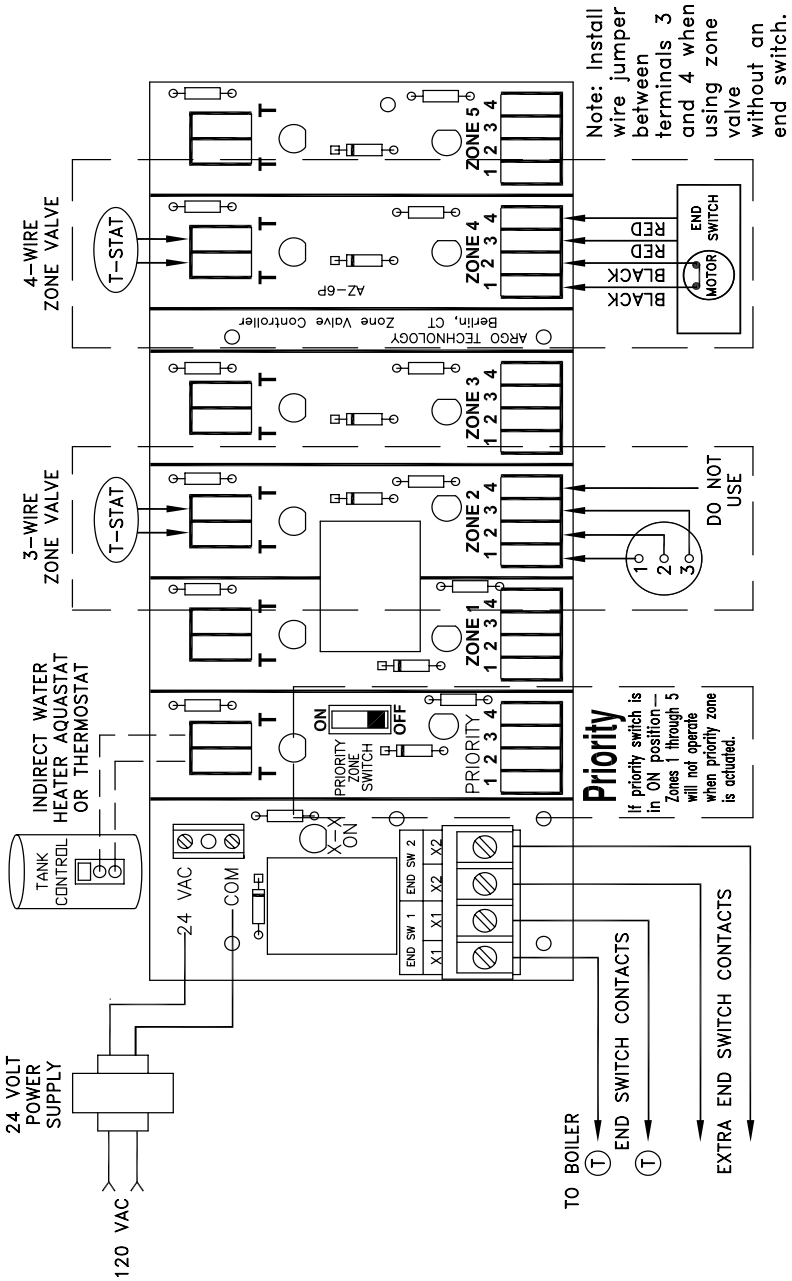 120 VAC
24 VOLT
POWER
SUPPLY
TANK
CONTROL
INDIRECT WATER
HEATER AQUASTAT
OR THERMOSTAT
3-WIRE
ZONE VALVE
T-STAT
4-WIRE
ZONE VALVE
T-STAT
24 VAC
COM
X-X
ON
END SW 1
END SW 2
X1
X1
X2
X2
PRIORITY
ZONE
SWITCH
ON
OFF
PRIORITY
1 2 3 4
T
T
ZONE 1
1 2 3 4
T
T
ZONE 2
1 2 3 4
T
T
ZONE 3
1 2 3 4
ARGO TECHNOLOGY
Berlin, CT
Zone Valve Controller
AZ-6P
T
T
ZONE 4
1 2 3 4
T
T
ZONE 5
1 2 3 4
TO BOILER
T
END SWITCH CONTACTS
T
EXTRA END SWITCH CONTACTS
Priority
If priority switch is
in ON position—
Zones 1 through 5
will not operate
when priority zone
is actuated.
1
2
3
DO NOT
USE
BLACK
BLACK
RED
RED
MOTOR
END
SWITCH
Note: Install
wire jumper
between
terminals 3
and 4 when
using zone
valve
without an
end switch.